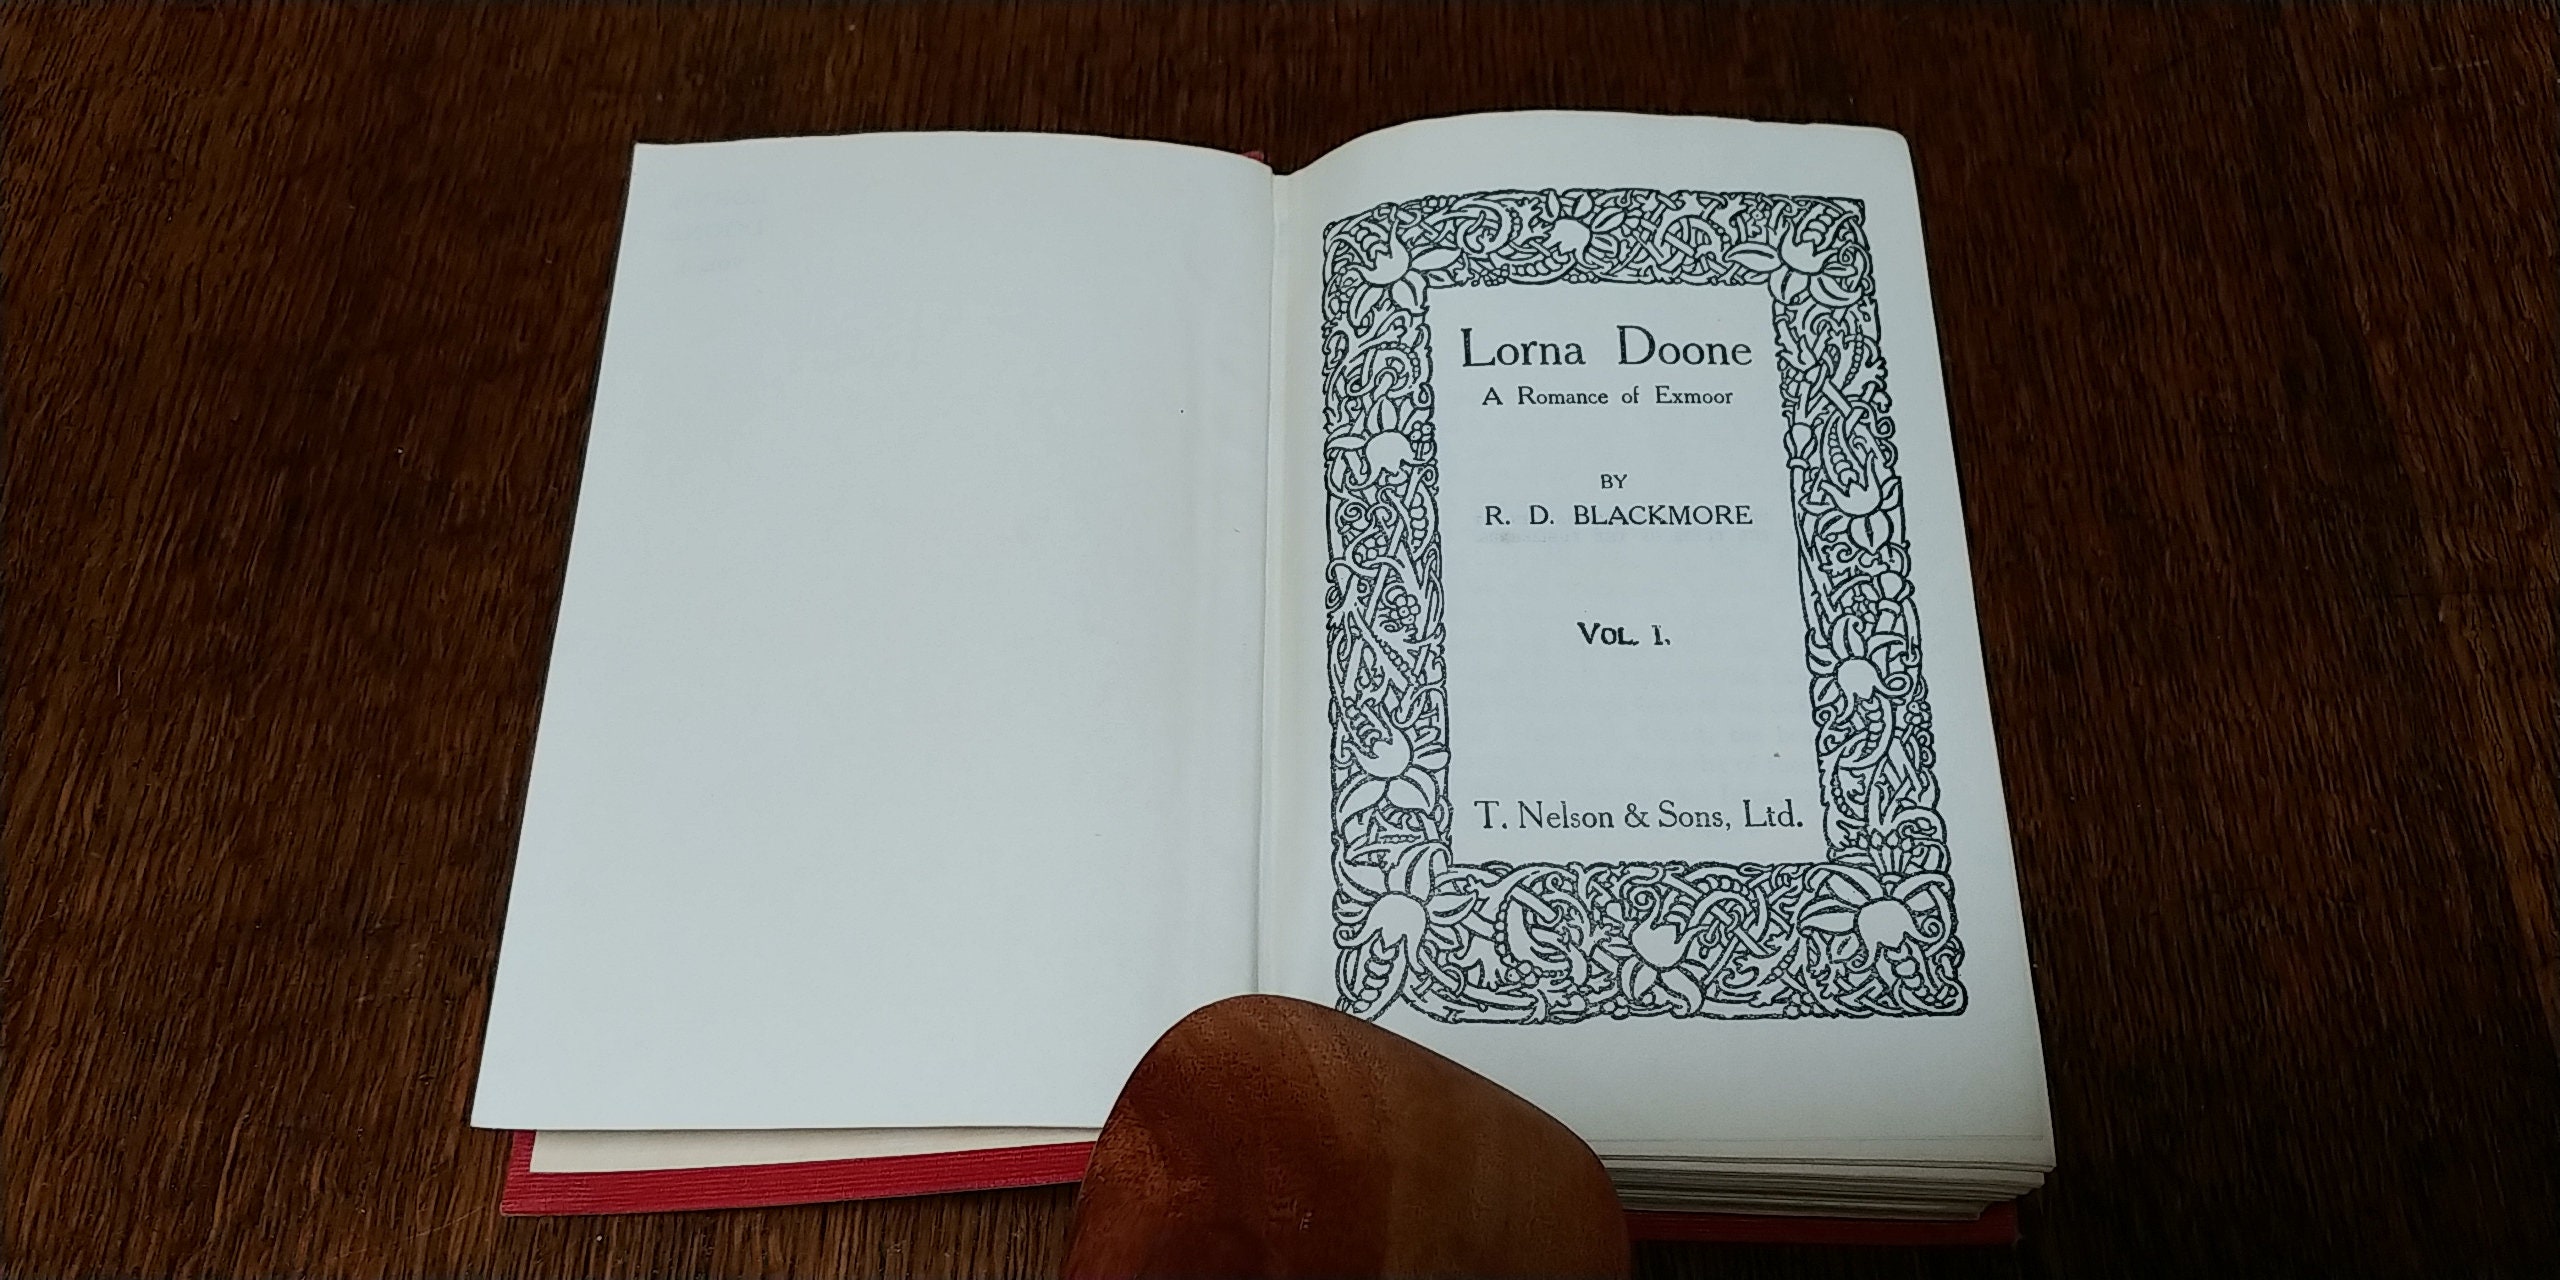 Lorna Doone
A Romance of Exmoor
BY
R. D. BLACKMORE
VOL. I.
T. Nelson & Sons, Ltd.